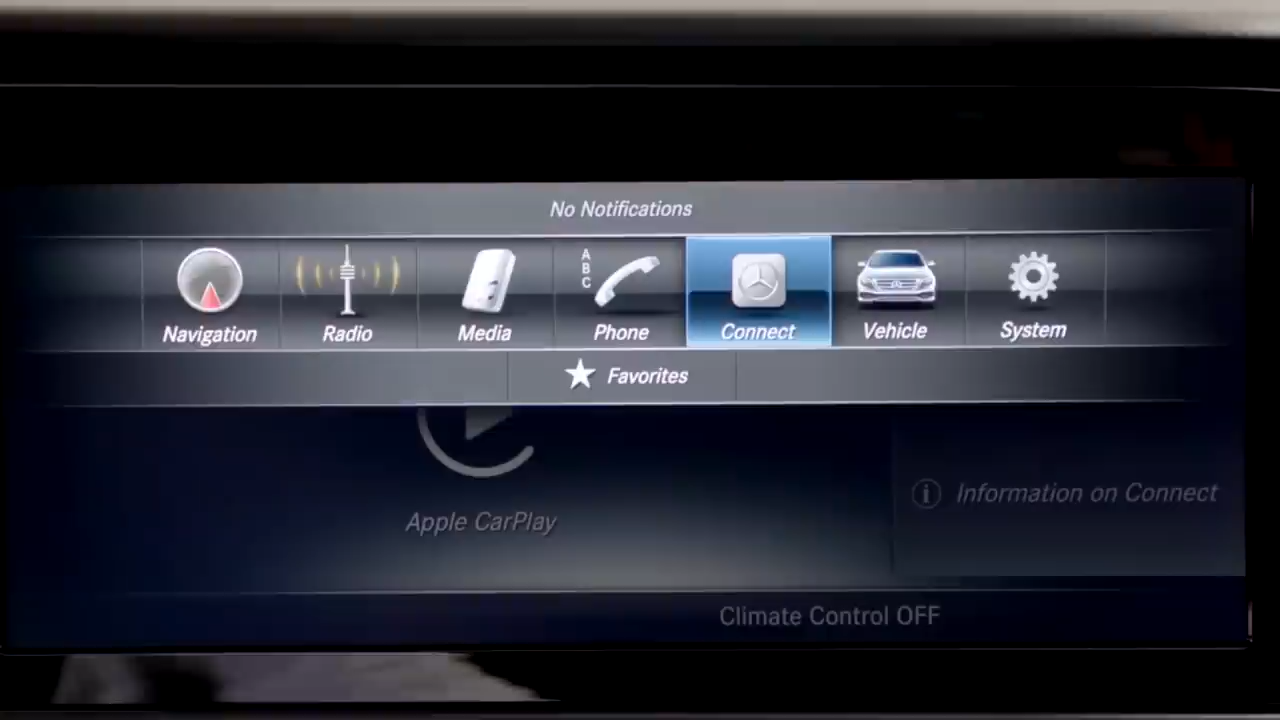 No Notifications
A
B
C
Navigation Radio Media Phone Connect Vehicle System
Favorites
Information on Connect
Apple CarPlay
Climate Control OFF